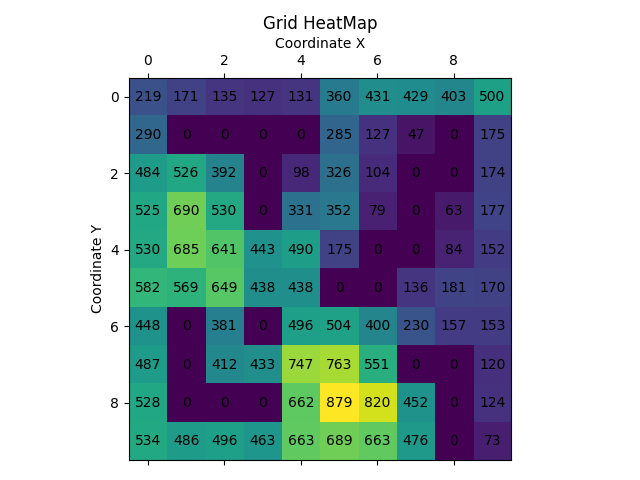 Grid HeatMap
Coordinate X
0 2 4 6 8
0 219 171 135 127 131 360 431 429 403 500
290 0 0 0 0 285 127 47 0 175
2 484 526 392 0 98 326 104 0 0 174
525 690 530 0 331 352 79 0 63 177
4 530 685 641 443 490 175 0 0 84 152
582 569 649 438 438 0 0 136 181 170
6 448 0 381 0 496 504 400 230 157 153
487 0 412 433 747 763 551 0 0 120
8 528 0 0 0 662 879 820 452 0 124
534 486 496 463 663 689 663 476 0 73
Coordinate Y